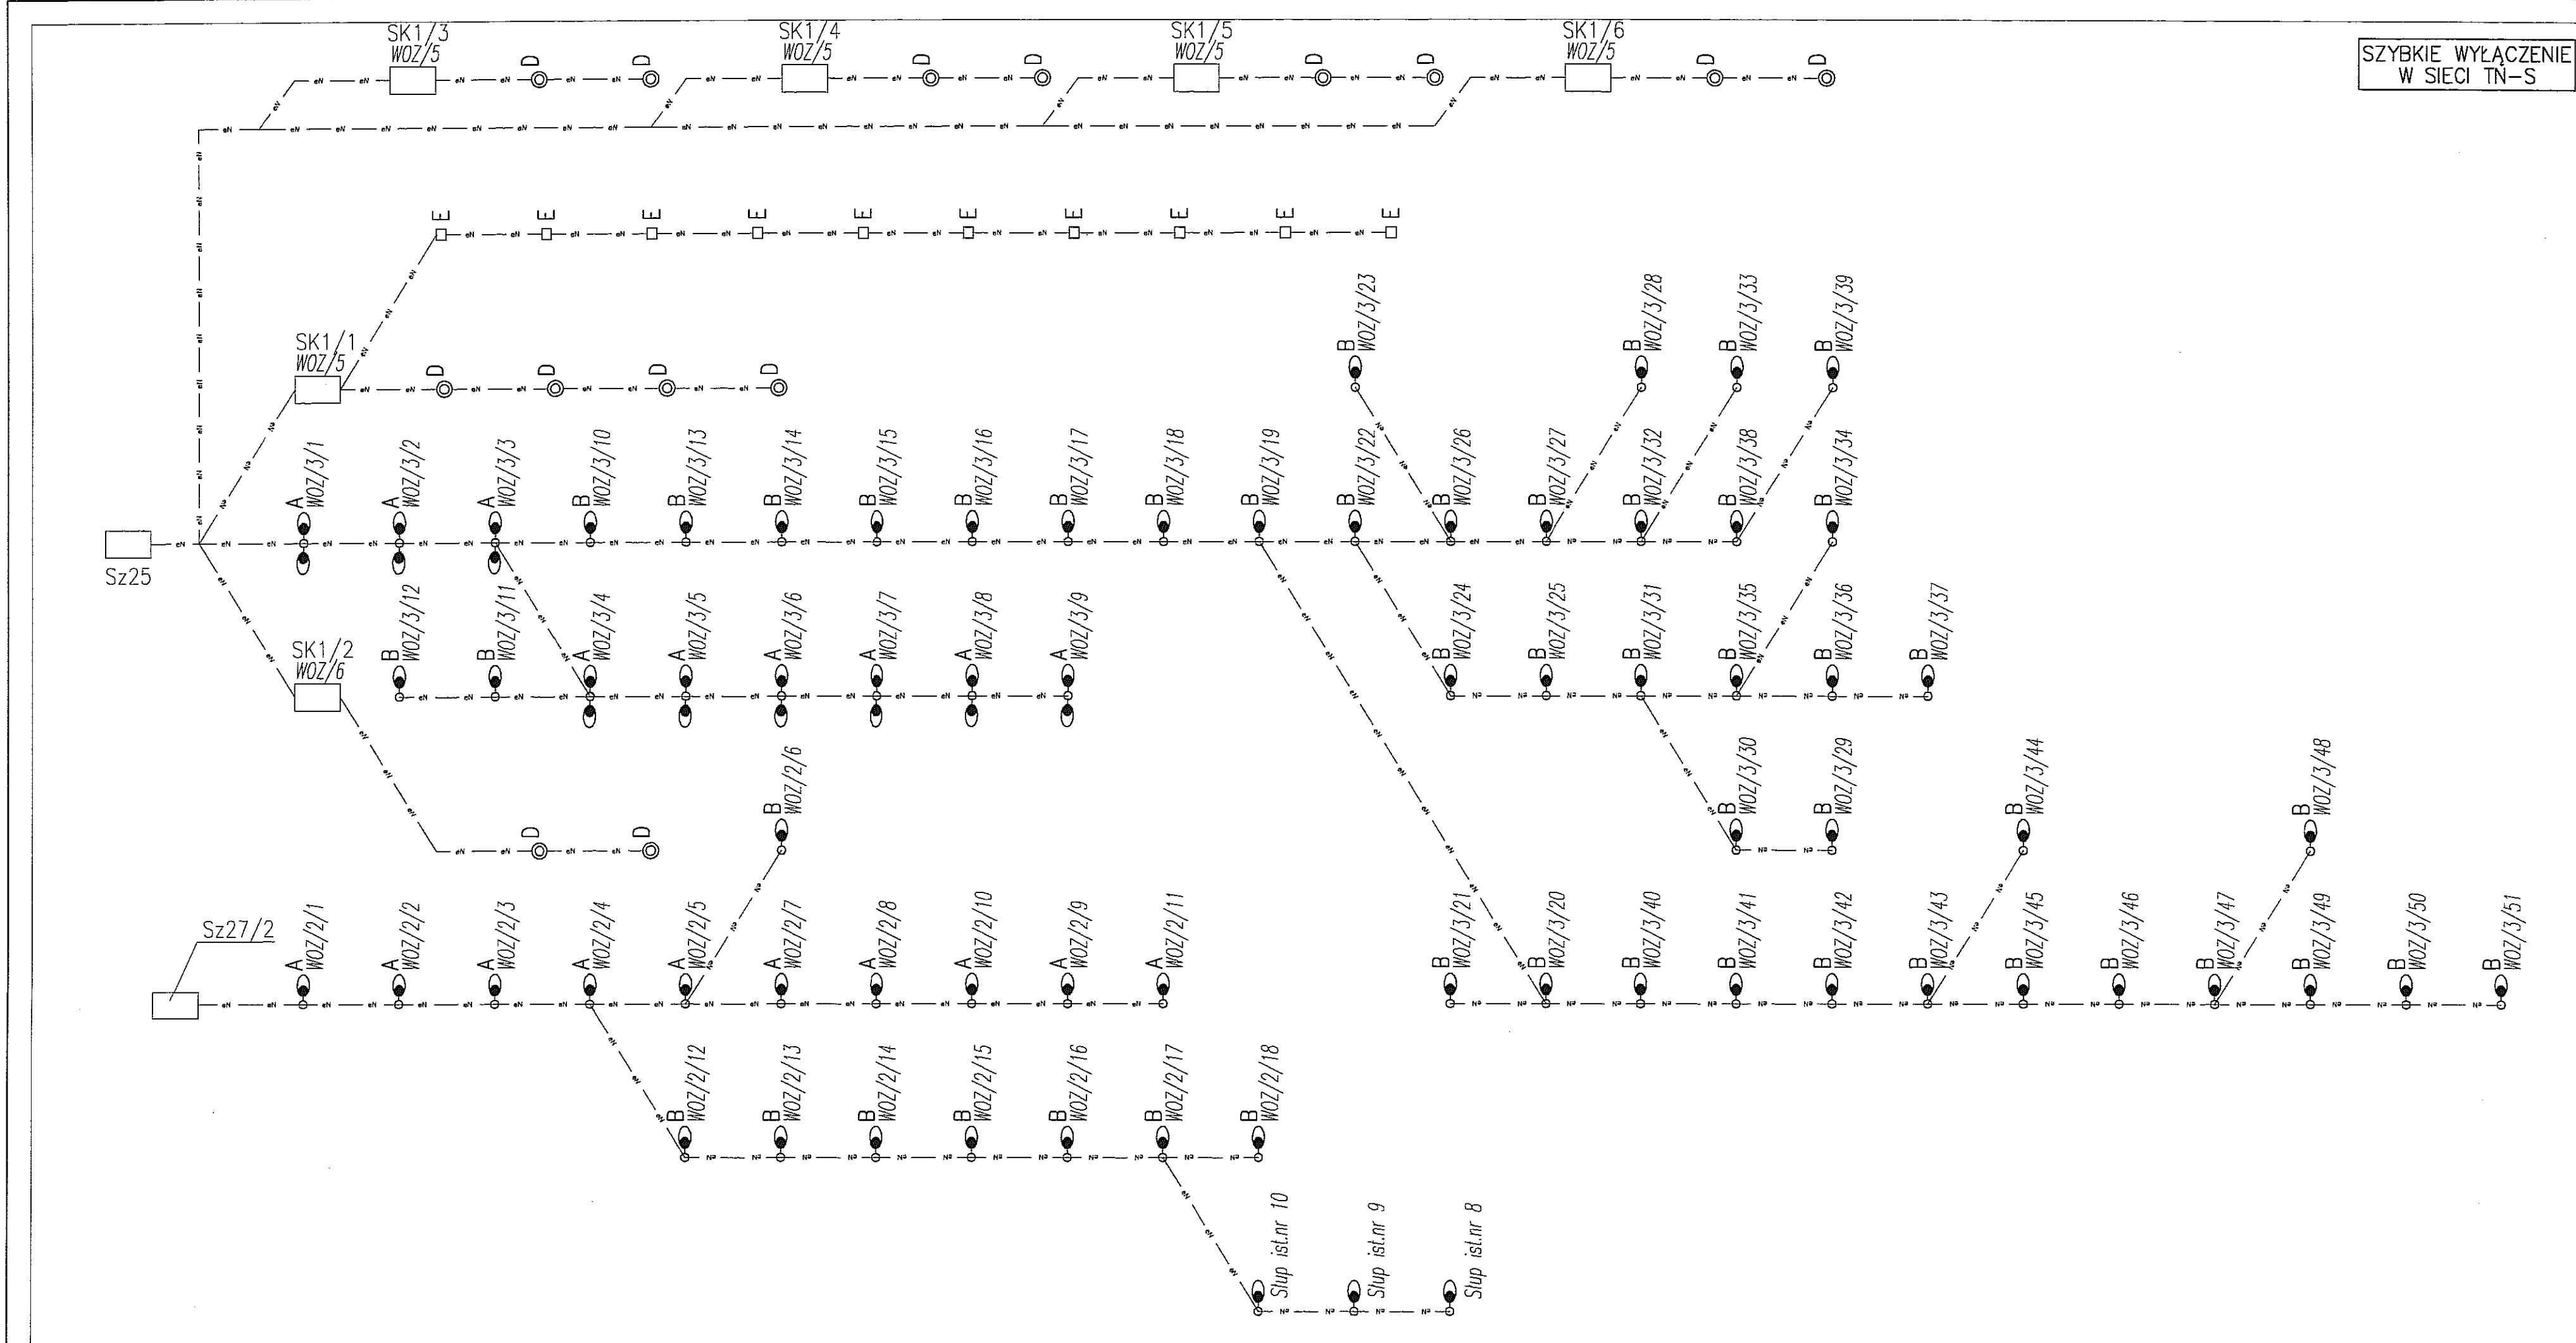 SK1/3
WOZ/5
SK1/4
WOZ/5
SK1/5
WOZ/5
SK1/6
WOZ/5
SZYBKIE WYŁĄCZENIE
W SIECI TN-S
D D D D D D D D
E E E E E E E E E E
B WOZ/3/23
B WOZ/3/28
B WOZ/3/33
B WOZ/3/39
SK1/1
WOZ/5
D D D D
A WOZ/3/1
A WOZ/3/2
A WOZ/3/3
B WOZ/3/10
B WOZ/3/13
B WOZ/3/14
B WOZ/3/15
B WOZ/3/16
B WOZ/3/17
B WOZ/3/18
B WOZ/3/19
B WOZ/3/22
B WOZ/3/26
B WOZ/3/27
B WOZ/3/32
B WOZ/3/38
B WOZ/3/34
Sz25
B WOZ/3/12
B WOZ/3/11
A WOZ/3/4
A WOZ/3/5
A WOZ/3/6
A WOZ/3/7
A WOZ/3/8
A WOZ/3/9
B WOZ/3/24
B WOZ/3/25
B WOZ/3/31
B WOZ/3/35
B WOZ/3/36
B WOZ/3/37
SK1/2
WOZ/6
D D
B WOZ/2/6
B WOZ/3/30
B WOZ/3/29
B WOZ/3/44
B WOZ/3/48
Sz27/2
A WOZ/2/1
A WOZ/2/2
A WOZ/2/3
A WOZ/2/4
A WOZ/2/5
A WOZ/2/7
A WOZ/2/8
A WOZ/2/10
A WOZ/2/9
A WOZ/2/11
B WOZ/3/21
B WOZ/3/20
B WOZ/3/40
B WOZ/3/41
B WOZ/3/42
B WOZ/3/43
B WOZ/3/45
B WOZ/3/46
B WOZ/3/47
B WOZ/3/49
B WOZ/3/50
B WOZ/3/51
B WOZ/2/12
B WOZ/2/13
B WOZ/2/14
B WOZ/2/15
B WOZ/2/16
B WOZ/2/17
B WOZ/2/18
Słup ist.nr 10
Słup ist.nr 9
Słup ist.nr 8